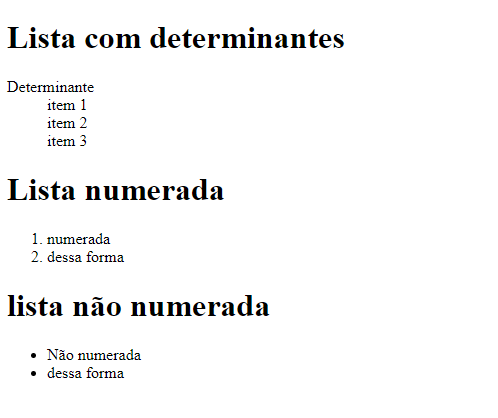 Lista com determinantes
Determinante
item 1
item 2
item 3
Lista numerada
1. numerada
2. dessa forma
lista não numerada
• Não numerada
• dessa forma